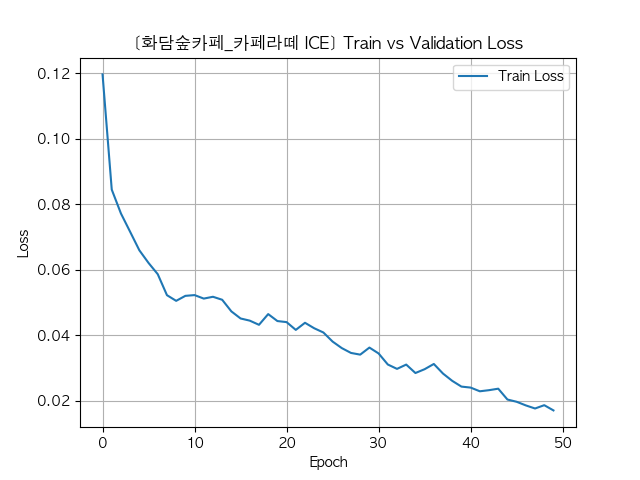 [화담숲카페_카페라떼 ICE] Train vs Validation Loss
Train Loss
0.12
0.10
0.08
0.06
0.04
0.02
Loss
0 10 20 30 40 50
Epoch